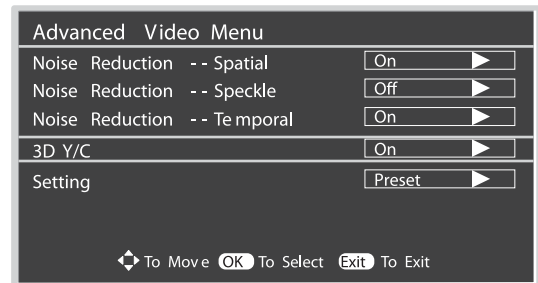 Advanced Video Menu
Noise Reduction -- Spatial On
Noise Reduction -- Speckle Off
Noise Reduction -- Temporal On
3D Y/C On
Setting Preset
To Move OK To Select Exit To Exit